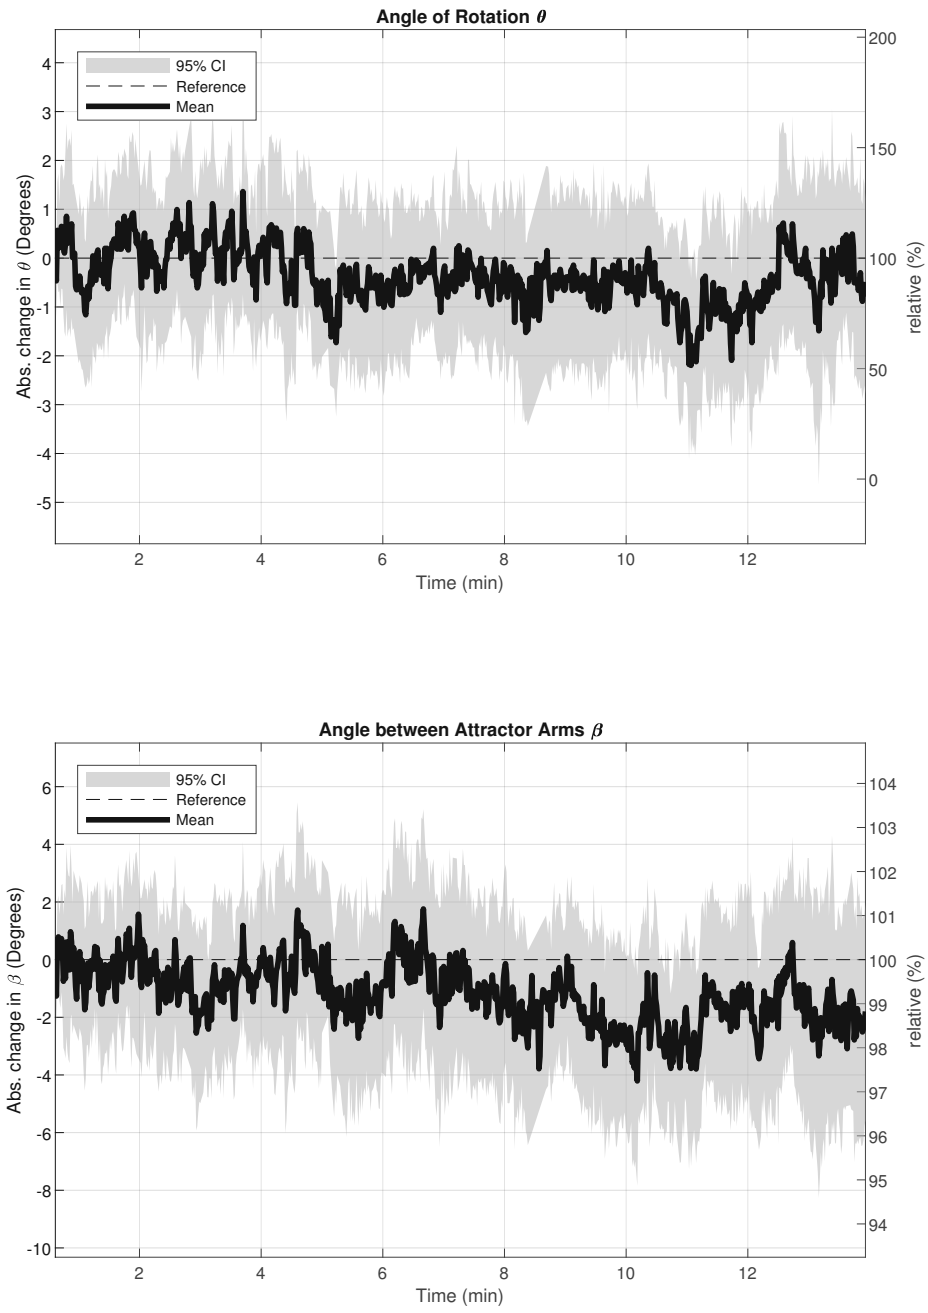 Angle of Rotation θ
95% CI
Reference
Mean
Abs. change in θ (Degrees)
4
3
2
1
0
-1
-2
-3
-4
-5
200
150
100
50
0
relative (%)
2 4 6 8 10 12
Time (min)
Angle between Attractor Arms β
95% CI
Reference
Mean
Abs. change in β (Degrees)
6
4
2
0
-2
-4
-6
-8
-10
104
103
102
101
100
99
98
97
96
95
94
relative (%)
2 4 6 8 10 12
Time (min)